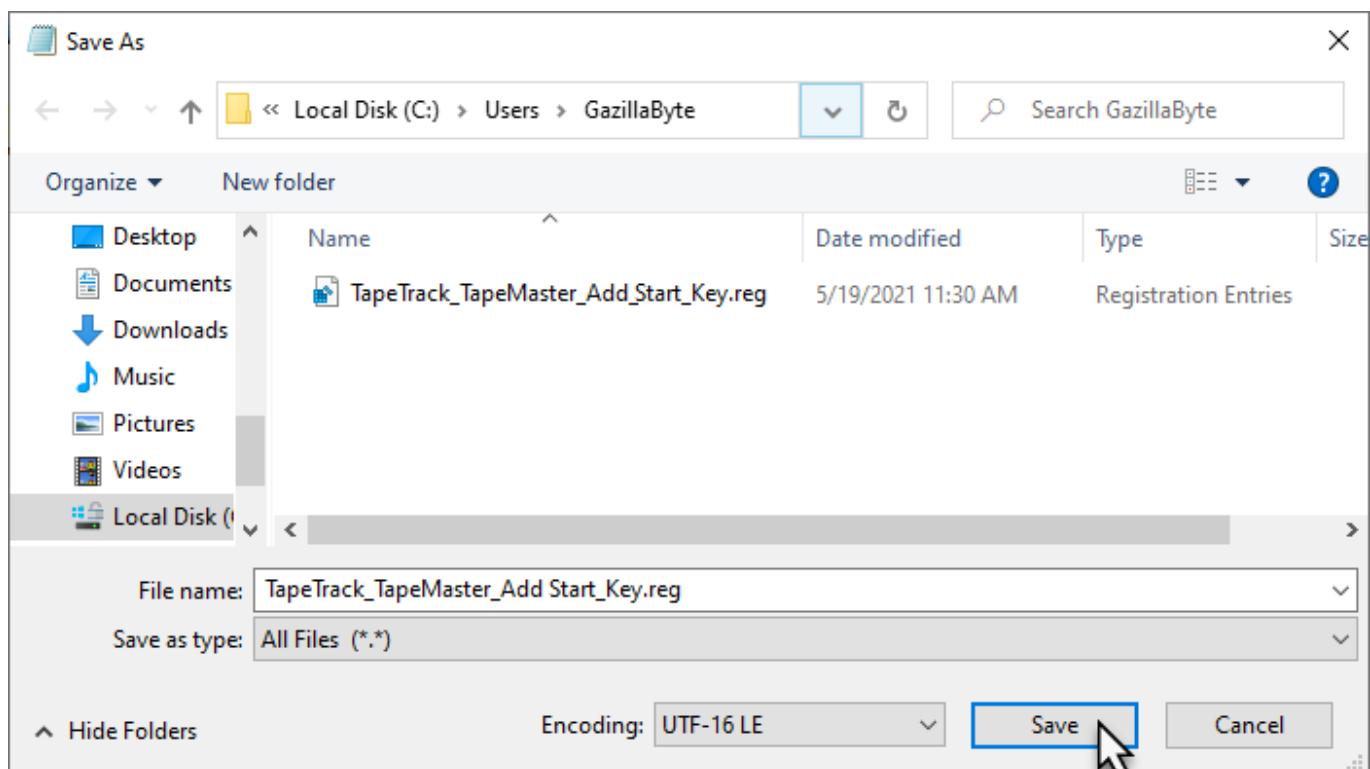 Save As
« Local Disk (C:) > Users > GazillaByte
Search GazillaByte
Organize
New folder
Name
Date modified
Type
Size
Desktop
Documents
Downloads
Music
Pictures
Videos
Local Disk (
TapeTrack_TapeMaster_Add_Start_Key.reg 5/19/2021 11:30 AM Registration Entries
File name: TapeTrack_TapeMaster_Add Start_Key.reg
Save as type: All Files (*.*)
Hide Folders
Encoding: UTF-16 LE
Save
Cancel